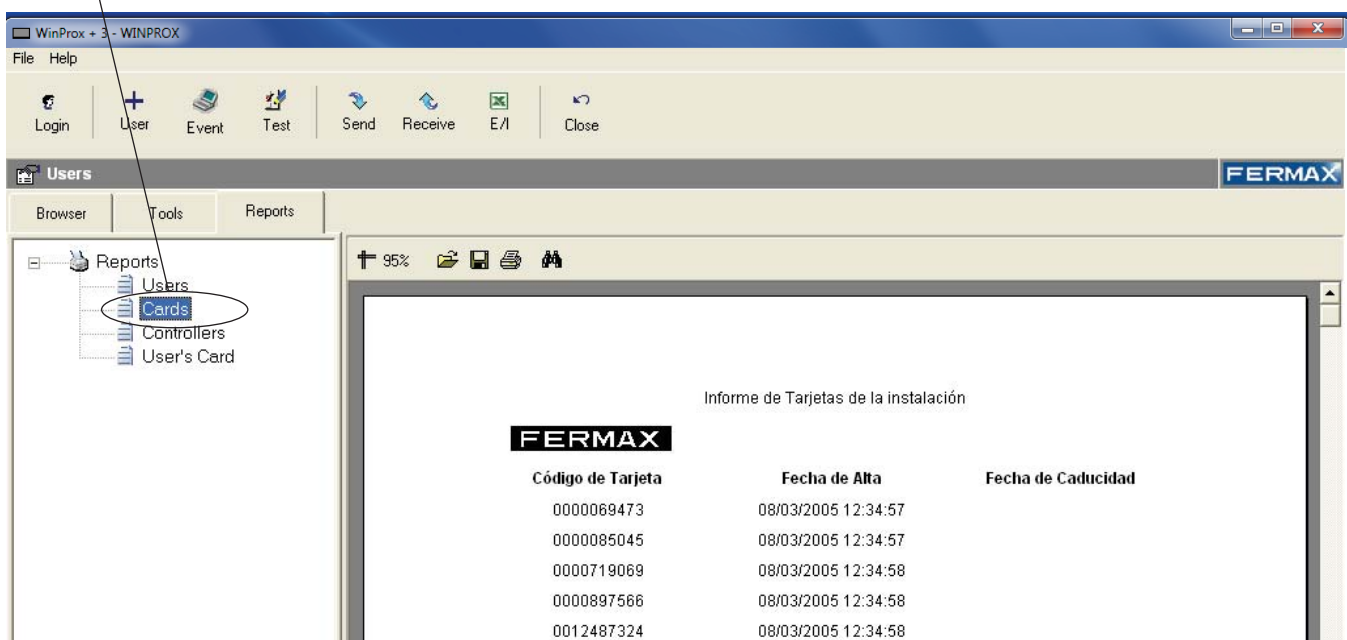 WinProx + 3 - WINPROX
File Help
Login User Event Test Send Receive E/I Close
Users FERMAX
Browser Tools Reports
Reports
Users
Cards
Controllers
User's Card
95%
Informe de Tarjetas de la instalación
FERMAX
Código de Tarjeta Fecha de Alta Fecha de Caducidad
0000069473 08/03/2005 12:34:57
0000085045 08/03/2005 12:34:57
0000719069 08/03/2005 12:34:58
0000897566 08/03/2005 12:34:58
0012487324 08/03/2005 12:34:58